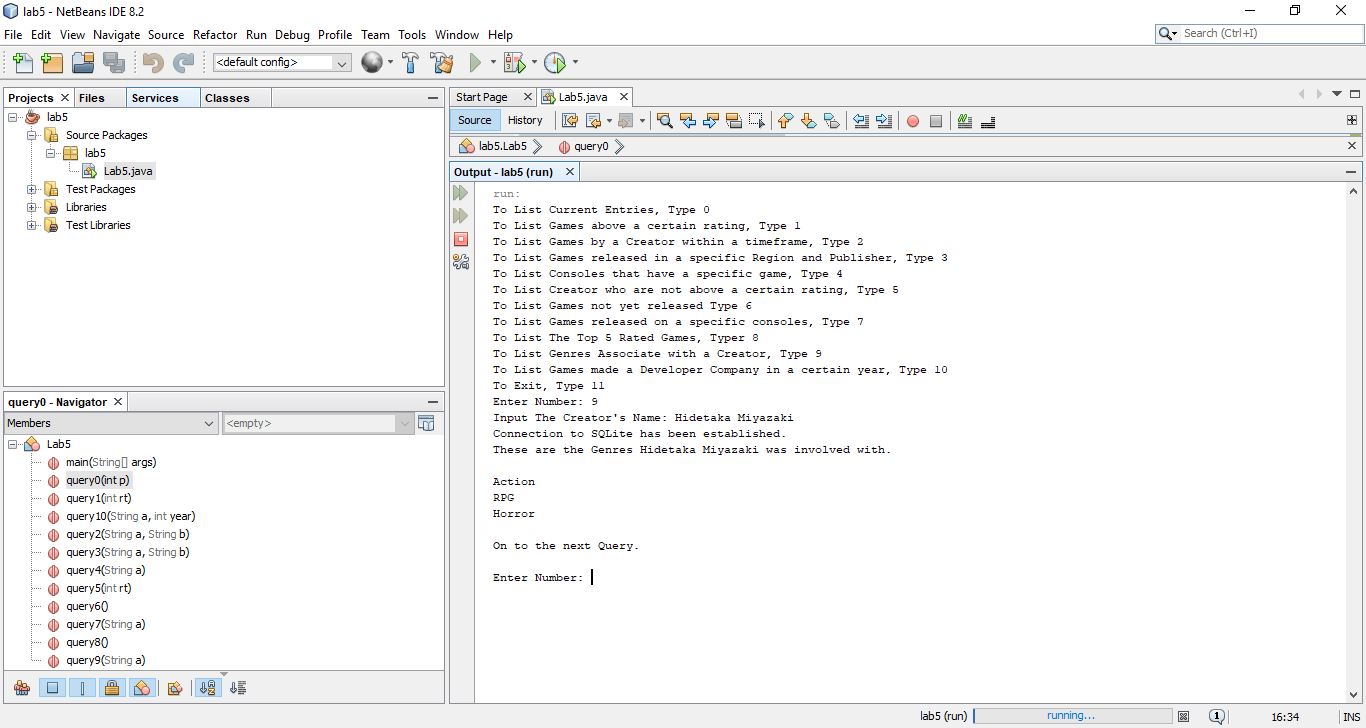 lab5 - NetBeans IDE 8.2
File Edit View Navigate Source Refactor Run Debug Profile Team Tools Window Help
Search (Ctrl+I)
<default config>
Projects Files Services Classes
lab5
Source Packages
lab5
Lab5.java
Test Packages
Libraries
Test Libraries
query0 - Navigator
Members <empty>
Lab5
main(String[] args)
query0(int p)
query1(int rt)
query10(String a, int year)
query2(String a, String b)
query3(String a, String b)
query4(String a)
query5(int rt)
query6()
query7(String a)
query8()
query9(String a)
Start Page Lab5.java
Source History
lab5.Lab5 query0
Output - lab5 (run)
run:
To List Current Entries, Type 0
To List Games above a certain rating, Type 1
To List Games by a Creator within a timeframe, Type 2
To List Games released in a specific Region and Publisher, Type 3
To List Consoles that have a specific game, Type 4
To List Creator who are not above a certain rating, Type 5
To List Games not yet released Type 6
To List Games released on a specific consoles, Type 7
To List The Top 5 Rated Games, Typer 8
To List Genres Associate with a Creator, Type 9
To List Games made a Developer Company in a certain year, Type 10
To Exit, Type 11
Enter Number: 9
Input The Creator's Name: Hidetaka Miyazaki
Connection to SQLite has been established.
These are the Genres Hidetaka Miyazaki was involved with.
Action
RPG
Horror
On to the next Query.
Enter Number:
lab5 (run) running... 1 16:34 INS